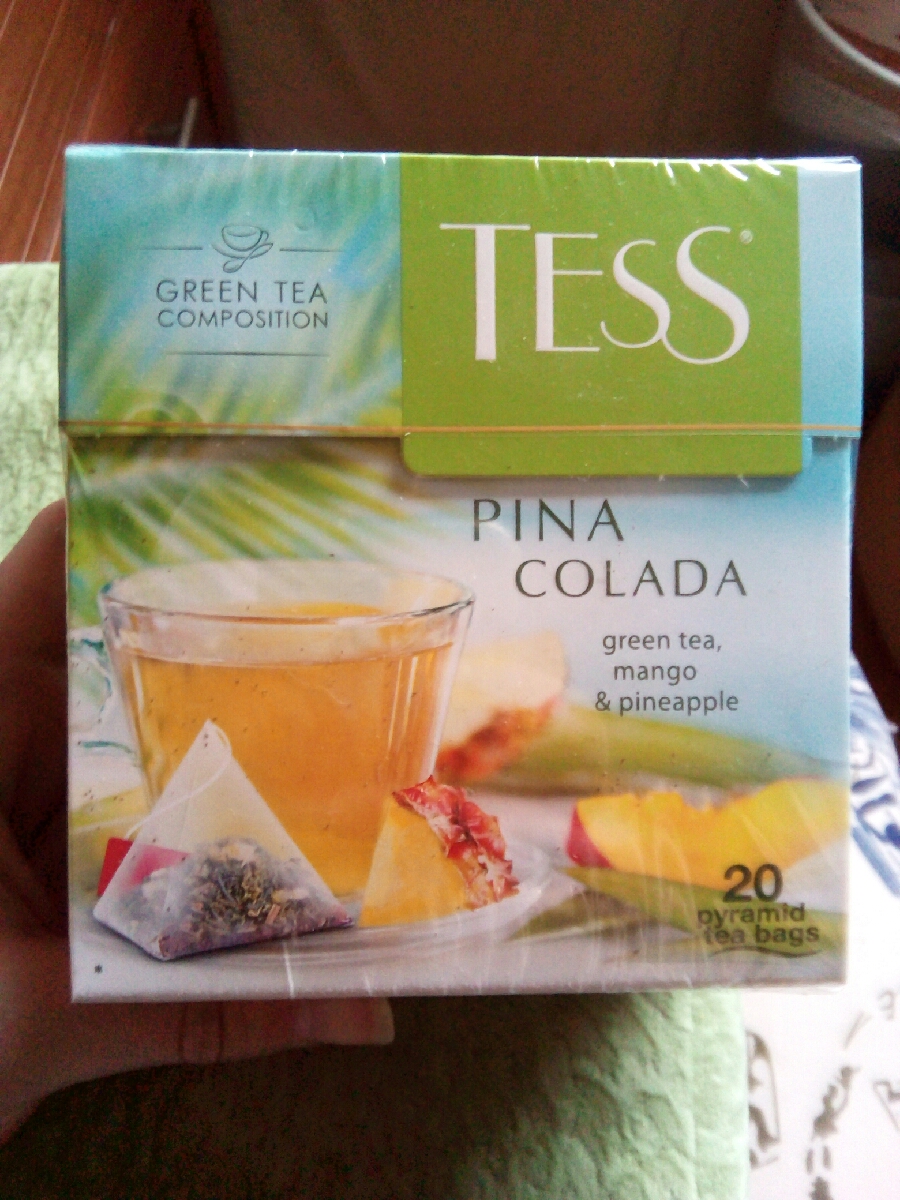 GREEN TEA
COMPOSITION
TESS®
PINA
COLADA
green tea,
mango
& pineapple
20
pyramid
tea bags
*